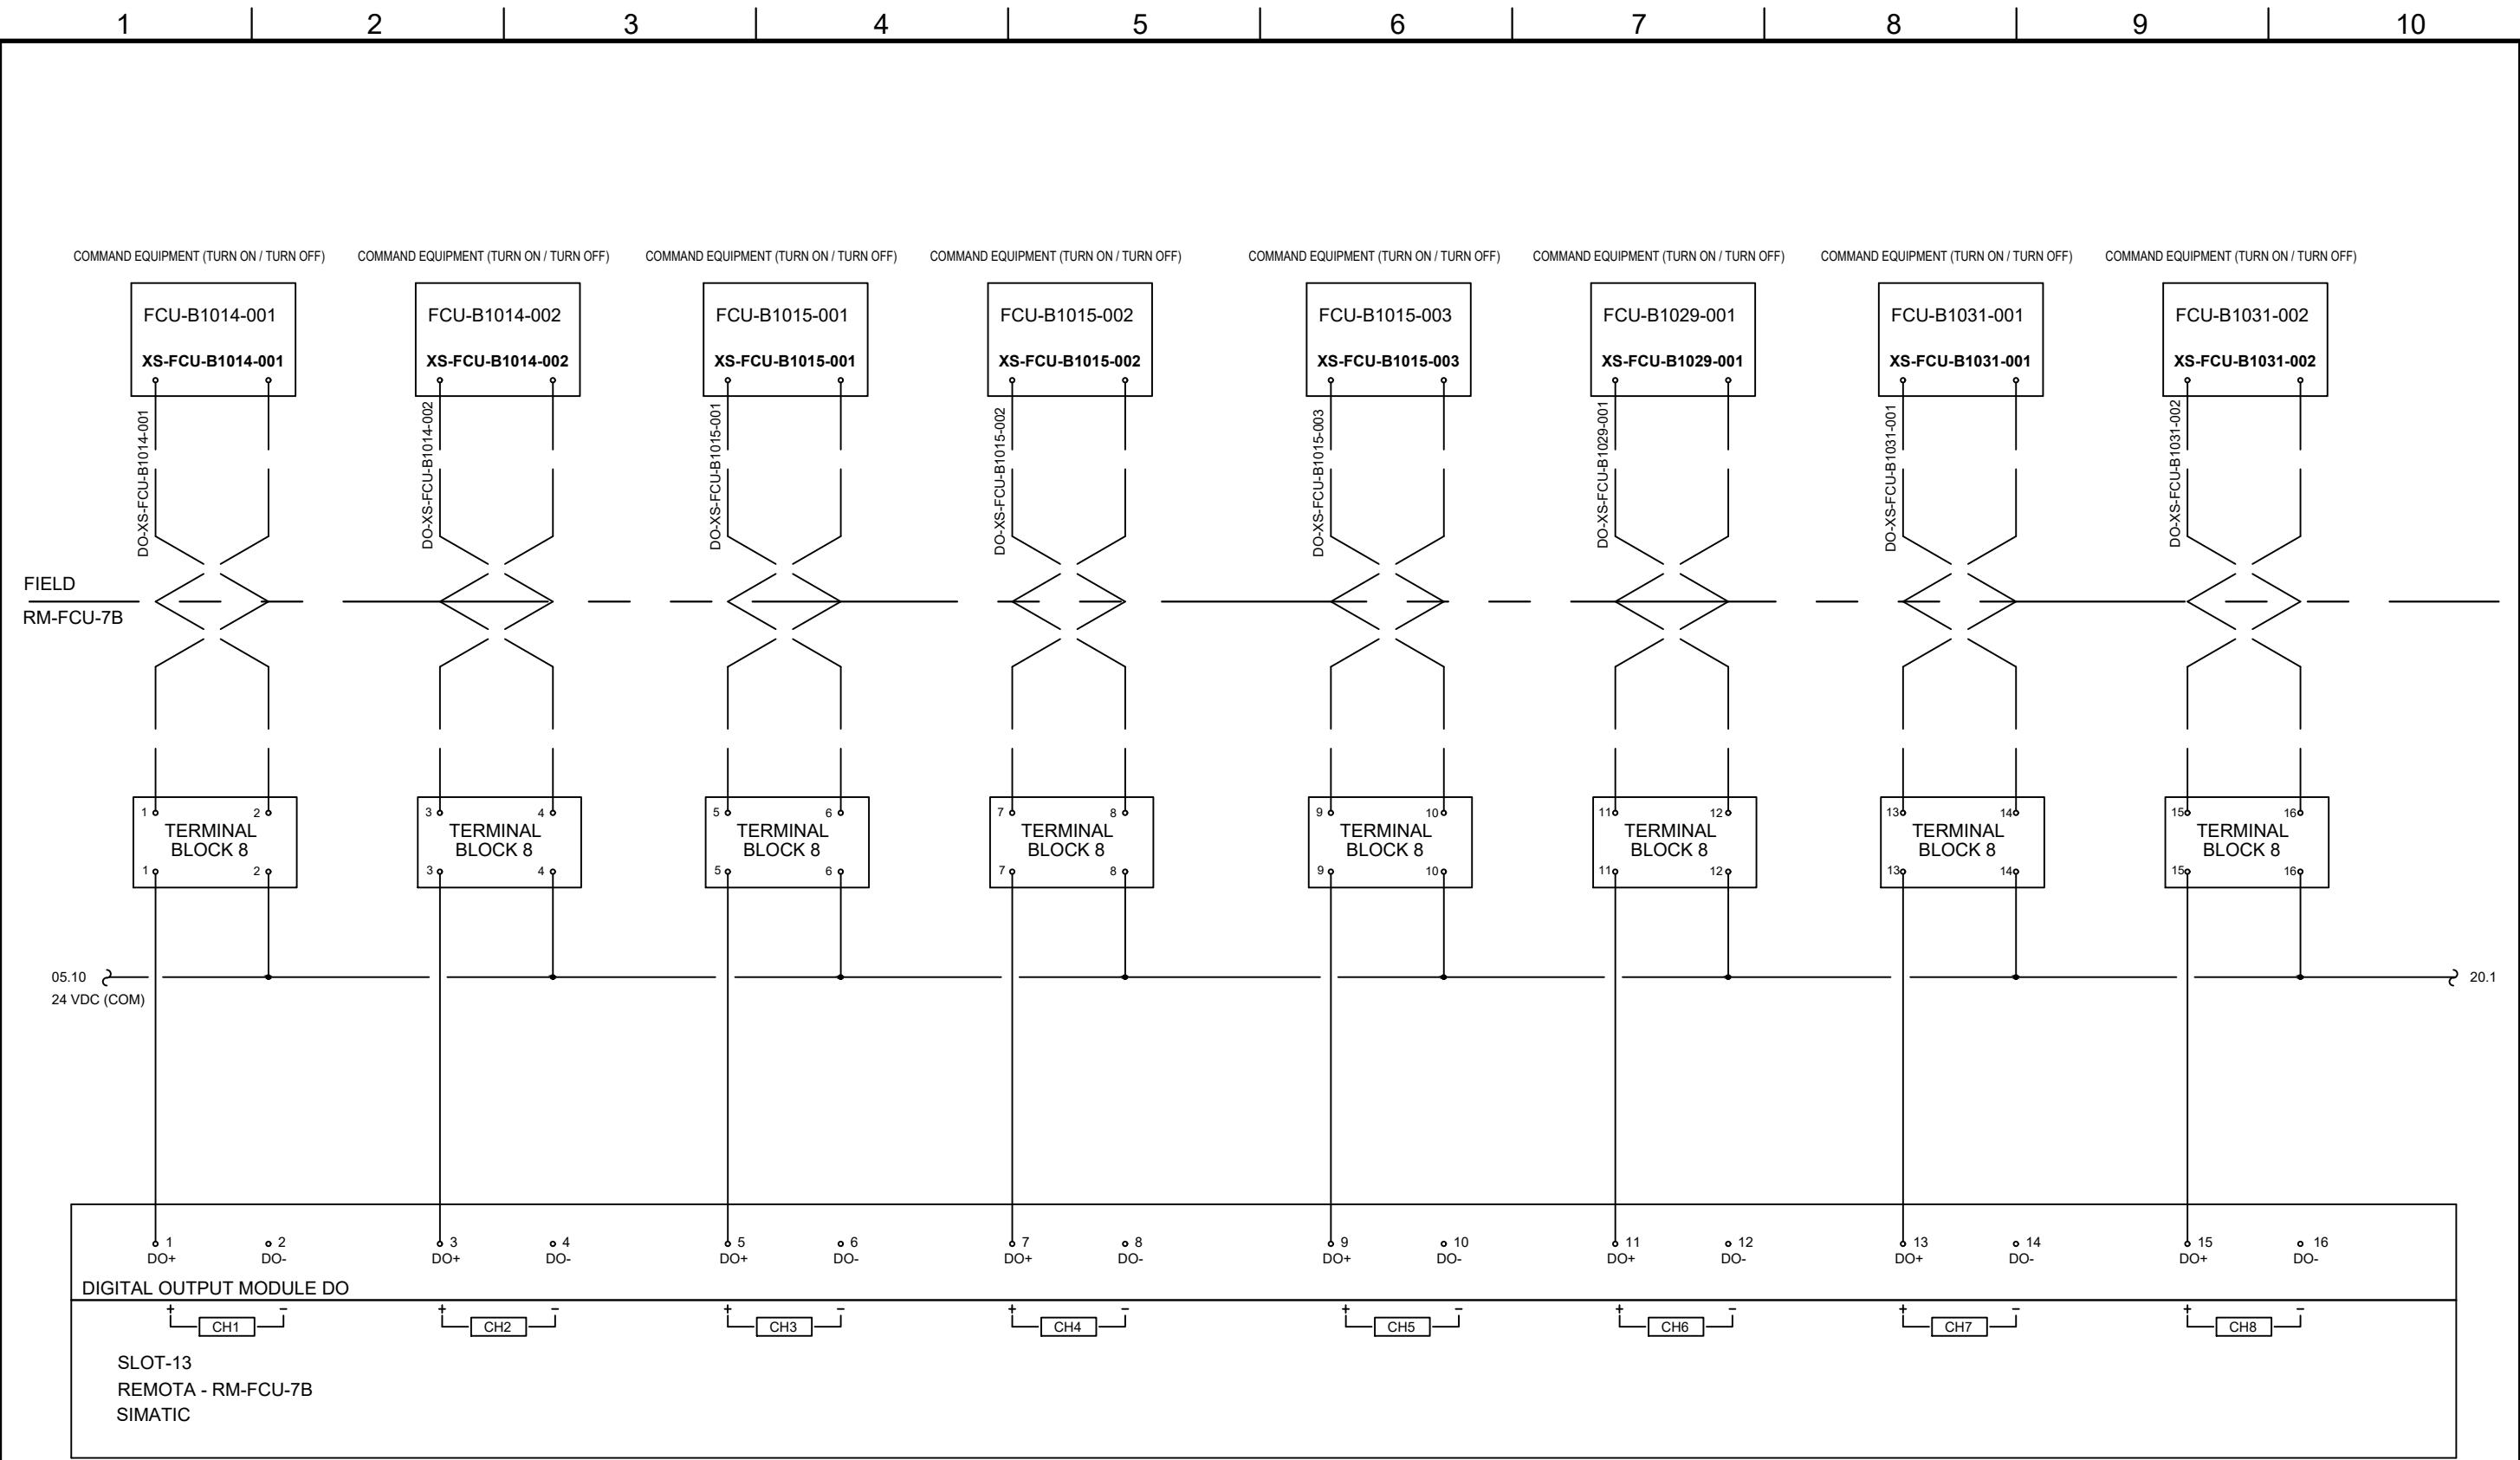 1 2 3 4 5 6 7 8 9 10
COMMAND EQUIPMENT (TURN ON / TURN OFF) COMMAND EQUIPMENT (TURN ON / TURN OFF) COMMAND EQUIPMENT (TURN ON / TURN OFF) COMMAND EQUIPMENT (TURN ON / TURN OFF) COMMAND EQUIPMENT (TURN ON / TURN OFF) COMMAND EQUIPMENT (TURN ON / TURN OFF) COMMAND EQUIPMENT (TURN ON / TURN OFF) COMMAND EQUIPMENT (TURN ON / TURN OFF)
FCU-B1014-001 FCU-B1014-002 FCU-B1015-001 FCU-B1015-002 FCU-B1015-003 FCU-B1029-001 FCU-B1031-001 FCU-B1031-002
XS-FCU-B1014-001 XS-FCU-B1014-002 XS-FCU-B1015-001 XS-FCU-B1015-002 XS-FCU-B1015-003 XS-FCU-B1029-001 XS-FCU-B1031-001 XS-FCU-B1031-002
DO-XS-FCU-B1014-001 DO-XS-FCU-B1014-002 DO-XS-FCU-B1015-001 DO-XS-FCU-B1015-002 DO-XS-FCU-B1015-003 DO-XS-FCU-B1029-001 DO-XS-FCU-B1031-001 DO-XS-FCU-B1031-002
FIELD
RM-FCU-7B
1 2 3 4 5 6 7 8 9 10 11 12 13 14 15 16
TERMINAL TERMINAL TERMINAL TERMINAL TERMINAL TERMINAL TERMINAL TERMINAL
BLOCK 8 BLOCK 8 BLOCK 8 BLOCK 8 BLOCK 8 BLOCK 8 BLOCK 8 BLOCK 8
1 2 3 4 5 6 7 8 9 10 11 12 13 14 15 16
05.10 20.1
24 VDC (COM)
1 2 3 4 5 6 7 8 9 10 11 12 13 14 15 16
DO+ DO- DO+ DO- DO+ DO- DO+ DO- DO+ DO- DO+ DO- DO+ DO- DO+ DO-
DIGITAL OUTPUT MODULE DO
+ - + - + - + - + - + - + - + -
CH1 CH2 CH3 CH4 CH5 CH6 CH7 CH8
SLOT-13
REMOTA - RM-FCU-7B
SIMATIC